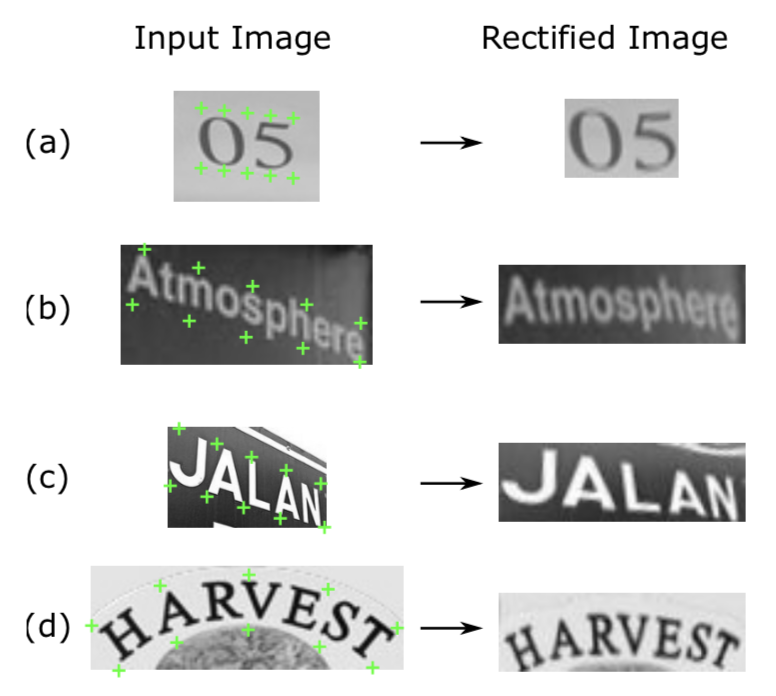 Input Image Rectified Image
(a) 05 05
(b) Atmosphere Atmosphere
(c) JALAN JALAN
(d) HARVEST HARVEST